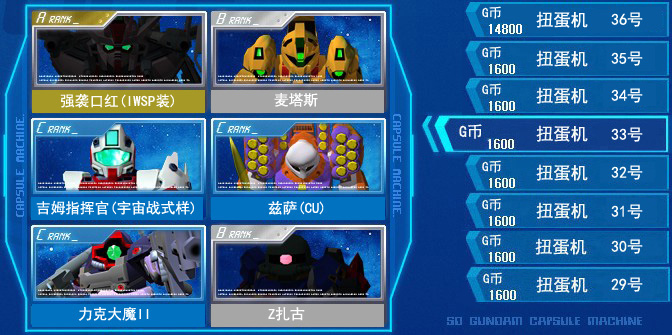 A RANK_
强袭口红(IWSP装)
B RANK_
麦塔斯
C RANK_
吉姆指挥官(宇宙战式样)
C RANK_
兹萨(CU)
C RANK_
力克大魔II
B RANK_
Z扎古
CAPSULE MACHINE
CAPSULE MACHINE
G币 14800 扭蛋机 36号
G币 1600 扭蛋机 35号
G币 1600 扭蛋机 34号
G币 1600 扭蛋机 33号
G币 1600 扭蛋机 32号
G币 1600 扭蛋机 31号
G币 1600 扭蛋机 30号
G币 1600 扭蛋机 29号
SD GUNDAM CAPSULE MACHINE